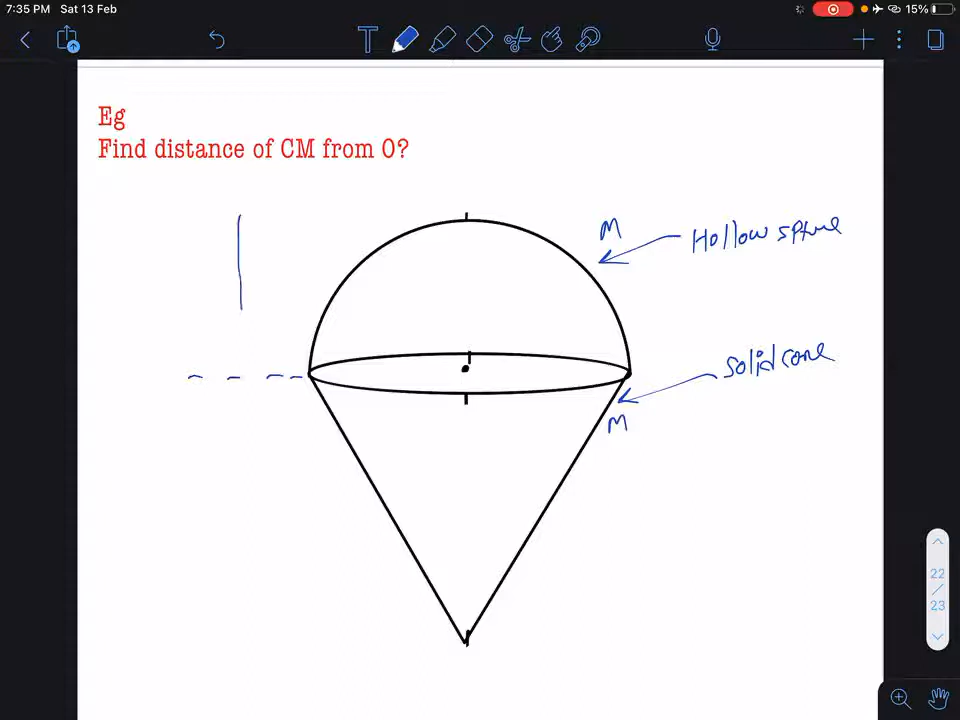 7:35 PM Sat 13 Feb
15%
Eg
Find distance of CM from O?
M
Hollow sphere
Solid cone
M
22
/
23